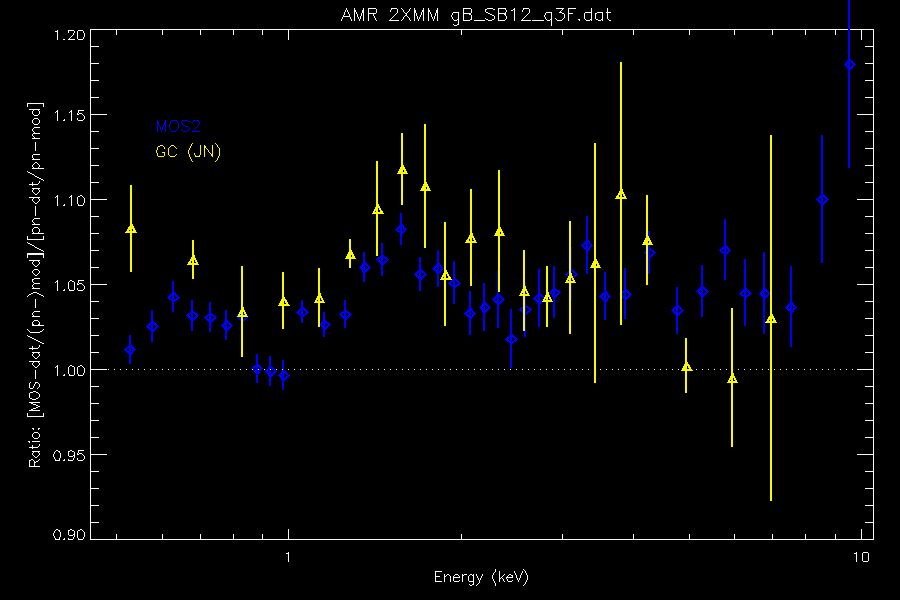 AMR 2XMM gB_SB12_q3F.dat
1.20
1.15
MOS2
GC (JN)
1.10
1.05
1.00
0.95
0.90
Ratio: [MOS-dat/(pn-)mod]/[pn-dat/pn-mod]
1
10
Energy (keV)